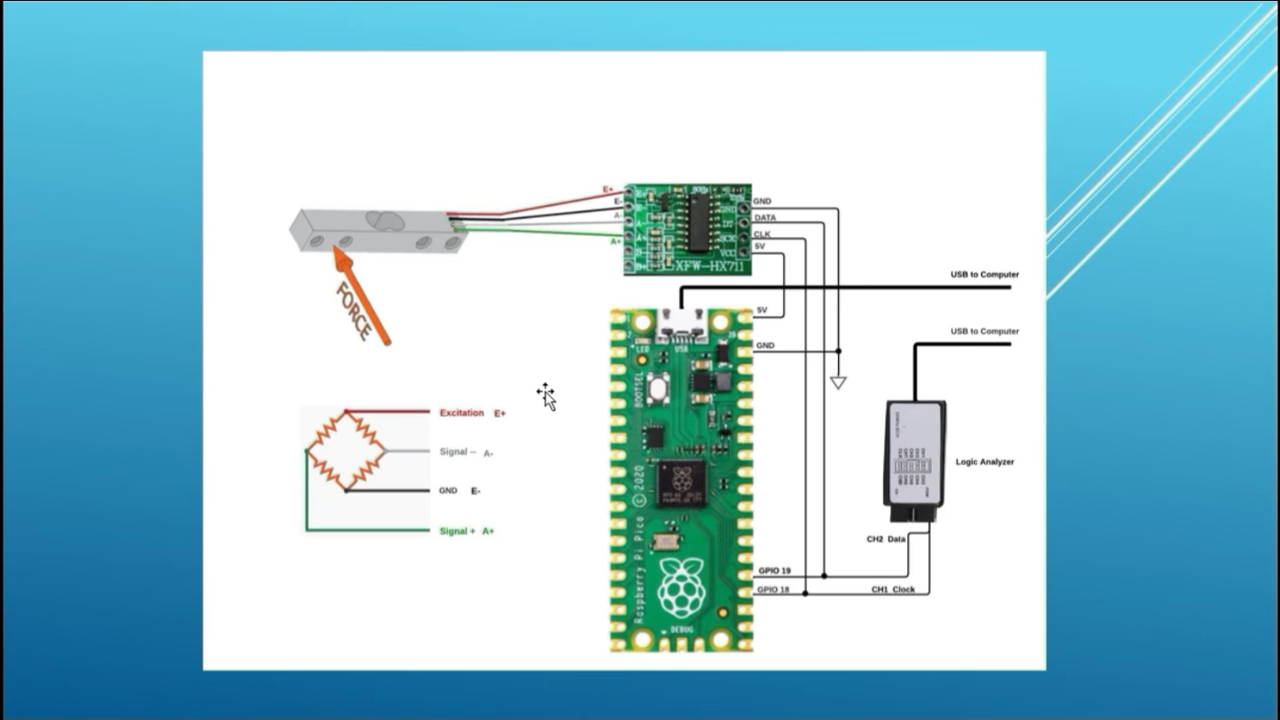 E+
E-
A-
A+
GND
DATA
CLK
5V
XFW-HX711
FORCE
USB to Computer
5V
GND
LED
USB
BOOTSEL
USB to Computer
Excitation E+
Signal – A-
GND E-
Signal + A+
Logic Analyzer
Raspberry Pi Pico © 2020
CH2 Data
GPIO 19
GPIO 18
CH1 Clock
DEBUG